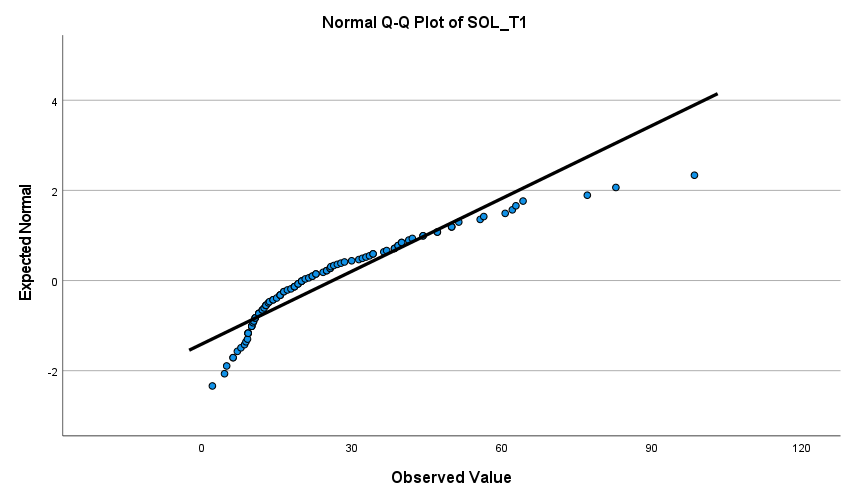 Normal Q-Q Plot of SOL_T1
4
2
0
-2
Expected Normal
0 30 60 90 120
Observed Value